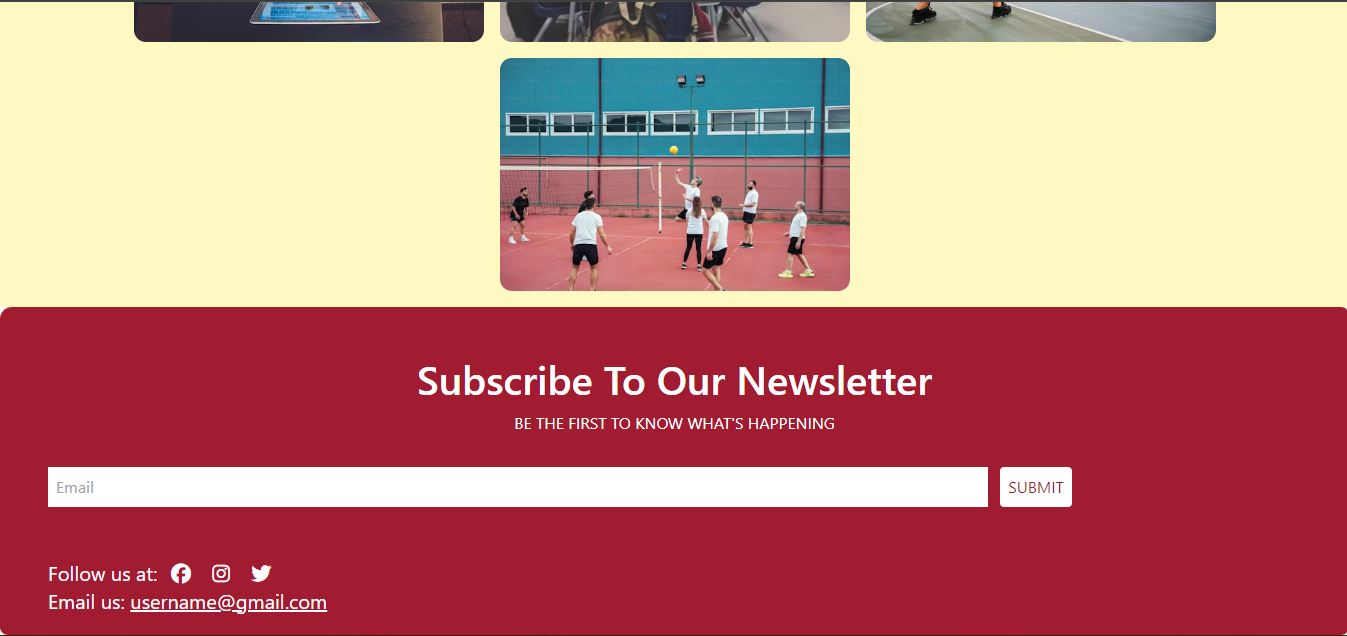 Subscribe To Our Newsletter
BE THE FIRST TO KNOW WHAT'S HAPPENING
Email
SUBMIT
Follow us at:
Email us: username@gmail.com